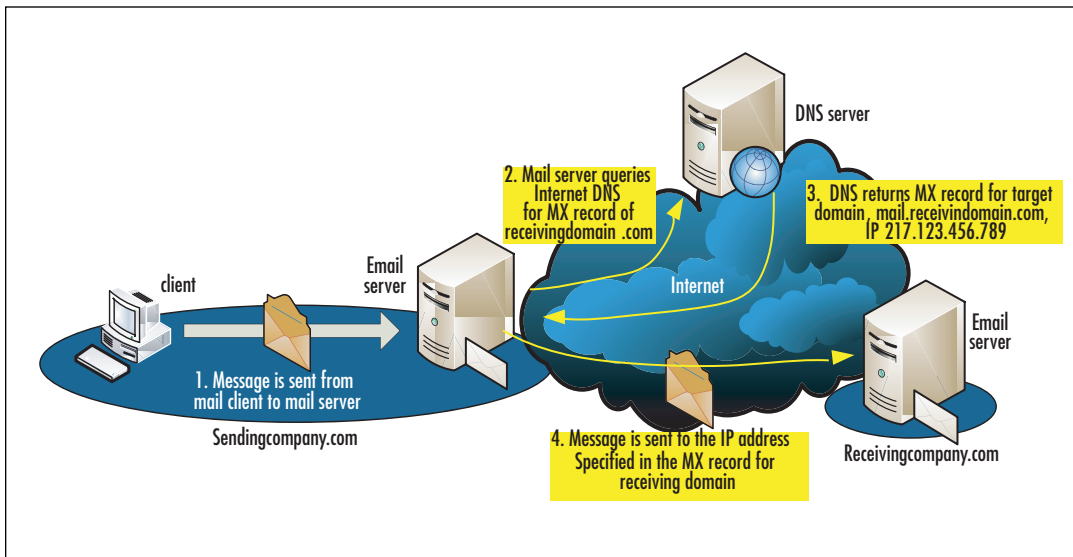 DNS server
2. Mail server queries
Internet DNS
for MX record of
receivingdomain .com
3. DNS returns MX record for target
domain , mail.receivindomain.com,
IP 217.123.456.789
client
Email
server
Internet
Email
server
1. Message is sent from
mail client to mail server
Sendingcompany.com
4. Message is sent to the IP address
Specified in the MX record for
receiving domain
Receivingcompany.com